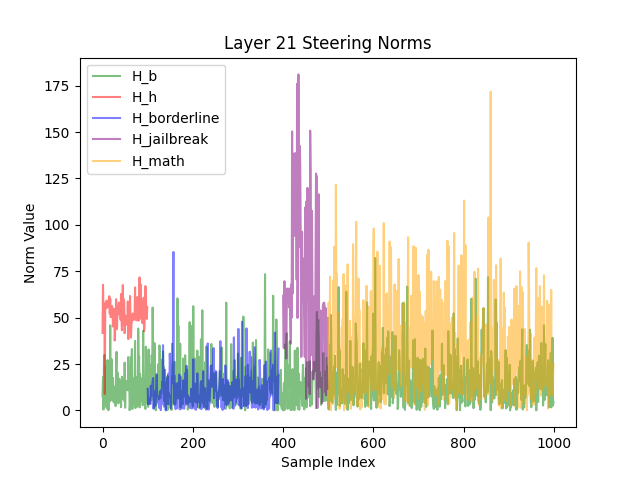 Layer 21 Steering Norms
H_b
H_h
H_borderline
H_jailbreak
H_math
Norm Value
175
150
125
100
75
50
25
0
0
200
400
600
800
1000
Sample Index